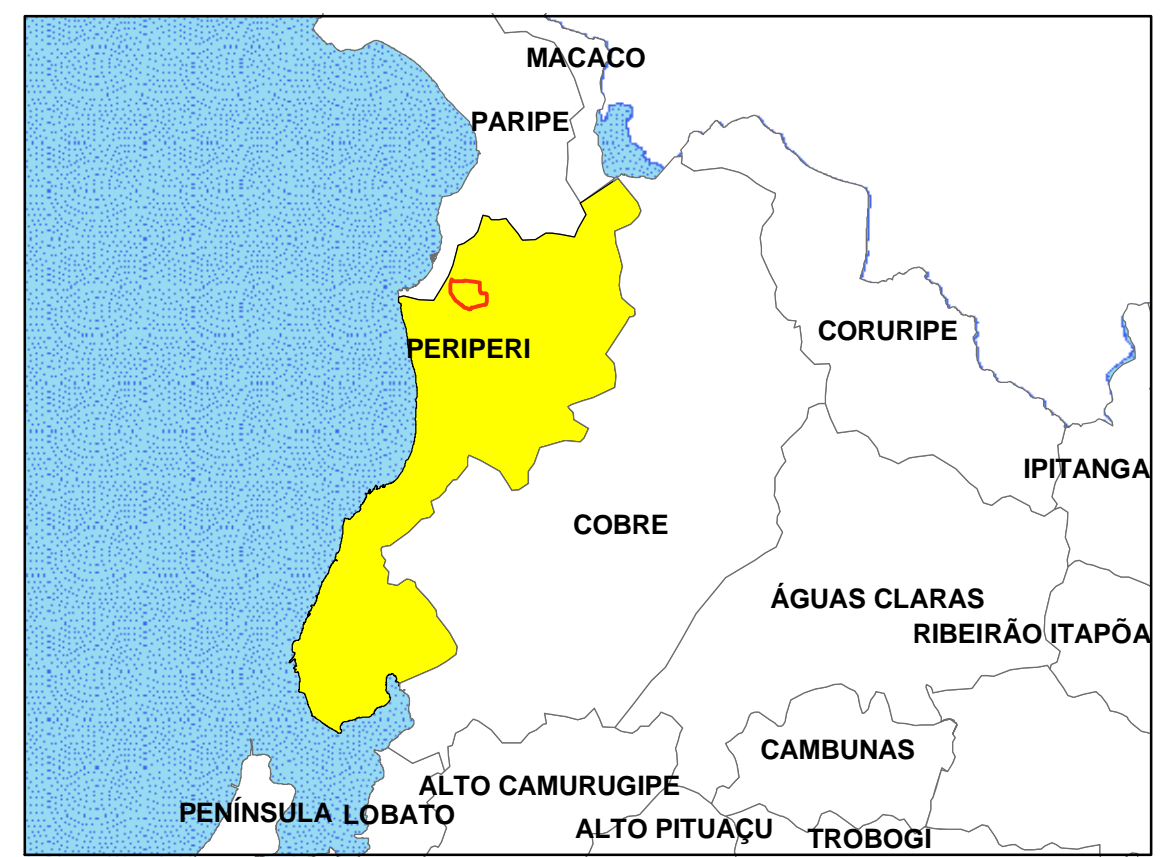 MACACO
PARIPE
CORURIPE
PERIPERI
IPITANGA
COBRE
ÁGUAS CLARAS
RIBEIRÃO ITAPÕA
CAMBUNAS
ALTO CAMURUGIPE
PENÍNSULA
LOBATO
ALTO PITUAÇU
TROBOGI